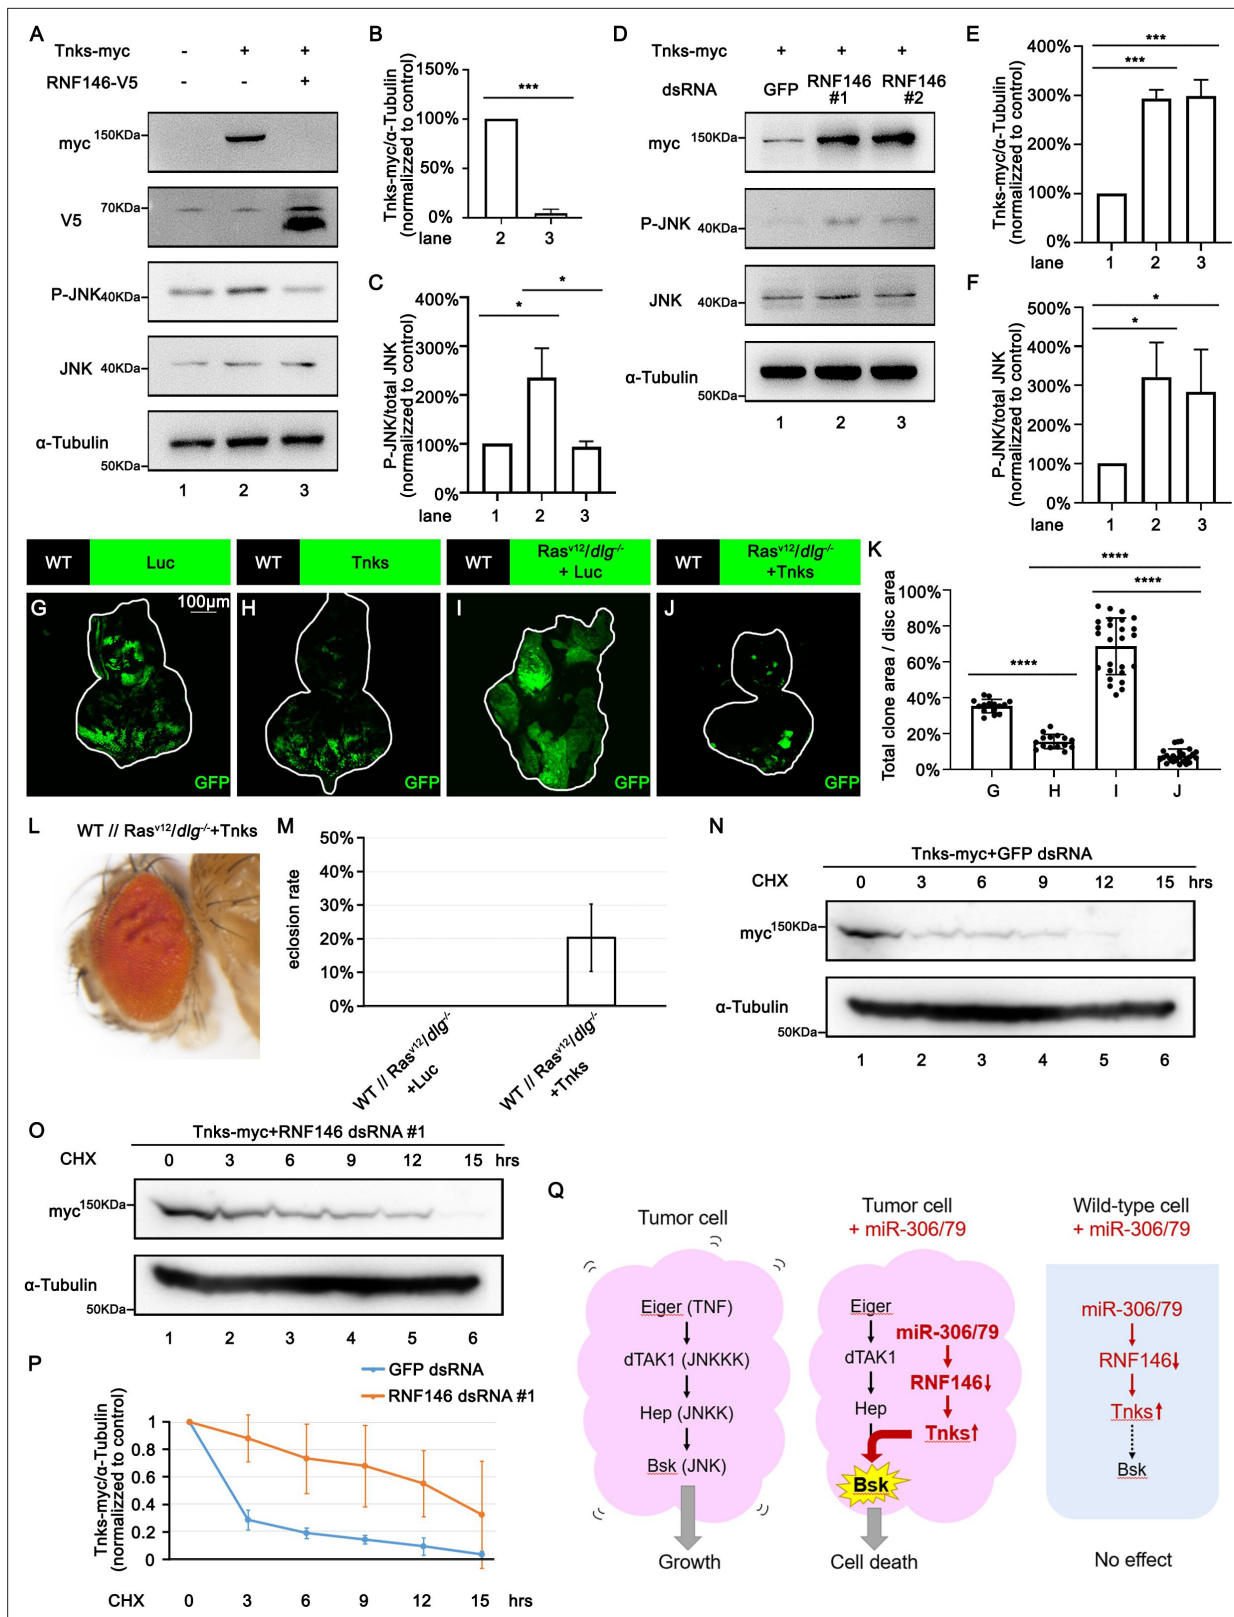 A
Tnks-myc - + +
RNF146-V5 - - +
myc 150KDa
V5 70KDa
P-JNK 40KDa
JNK 40KDa
α-Tubulin
50KDa
1 2 3
B
Tnks-myc/α-Tubulin
(normalizzed to control)
150%
100%
50%
0%
***
lane 2 3
C
P-JNK/total JNK
(normalizzed to control)
400%
300%
200%
100%
0%
*
*
lane 1 2 3
D
Tnks-myc + + +
dsRNA GFP RNF146 #1 RNF146 #2
myc 150KDa
P-JNK 40KDa
JNK 40KDa
α-Tubulin
50KDa
1 2 3
E
Tnks-myc/α-Tubulin
(normalizzed to control)
400%
300%
200%
100%
0%
***
***
lane 1 2 3
F
P-JNK/total JNK
(normalizzed to control)
500%
400%
300%
200%
100%
0%
*
*
lane 1 2 3
WT Luc
G
100μm
GFP
WT Tnks
H
GFP
WT Rasᵛ¹²/dlg⁻/⁻
+ Luc
I
GFP
WT Rasᵛ¹²/dlg⁻/⁻
+Tnks
J
GFP
K
Total clone area / disc area
100%
80%
60%
40%
20%
0%
****
****
****
G H I J
L
WT // Rasᵛ¹²/dlg⁻/⁻+Tnks
M
eclosion rate
50%
40%
30%
20%
10%
0%
WT // Rasᵛ¹²/dlg⁻/⁻
+Luc
WT // Rasᵛ¹²/dlg⁻/⁻
+Tnks
N
Tnks-myc+GFP dsRNA
CHX 0 3 6 9 12 15 hrs
myc 150KDa
α-Tubulin
50KDa
1 2 3 4 5 6
O
Tnks-myc+RNF146 dsRNA #1
CHX 0 3 6 9 12 15 hrs
myc 150KDa
α-Tubulin
50KDa
1 2 3 4 5 6
P
GFP dsRNA
RNF146 dsRNA #1
Tnks-myc/α-Tubulin
(normalizzed to control)
1
0.8
0.6
0.4
0.2
0
CHX 0 3 6 9 12 15 hrs
Q
Tumor cell
Eiger (TNF)
dTAK1 (JNKKK)
Hep (JNKK)
Bsk (JNK)
Growth
Tumor cell
+ miR-306/79
Eiger
dTAK1
Hep
miR-306/79
RNF146↓
Tnks↑
Bsk
Cell death
Wild-type cell
+ miR-306/79
miR-306/79
RNF146↓
Tnks↑
Bsk
No effect